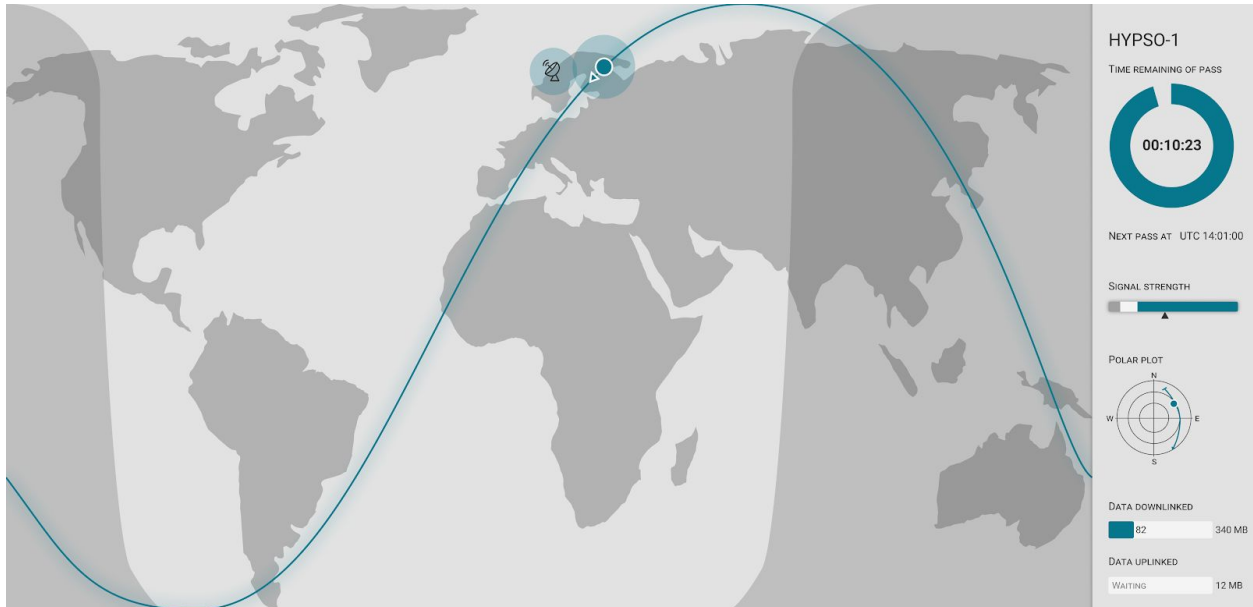 HYPSO-1
Time remaining of pass
00:10:23
Next pass at UTC 14:01:00
Signal strength
Polar plot
N
W E
S
Data downlinked
82 340 MB
Data uplinked
Waiting 12 MB